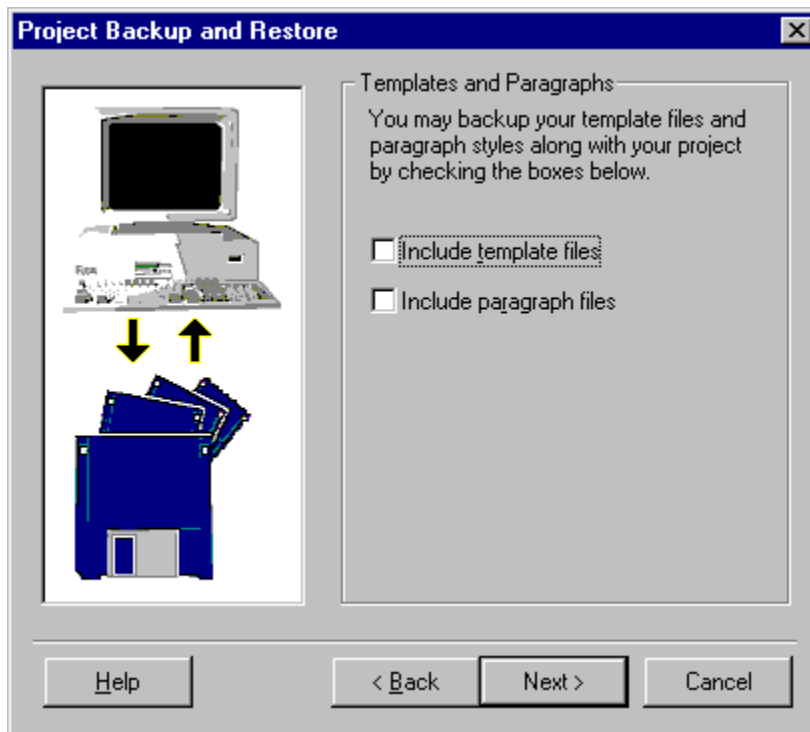 Project Backup and Restore
Templates and Paragraphs
You may backup your template files and
paragraph styles along with your project
by checking the boxes below.
Include template files
Include paragraph files
Help
< Back
Next >
Cancel